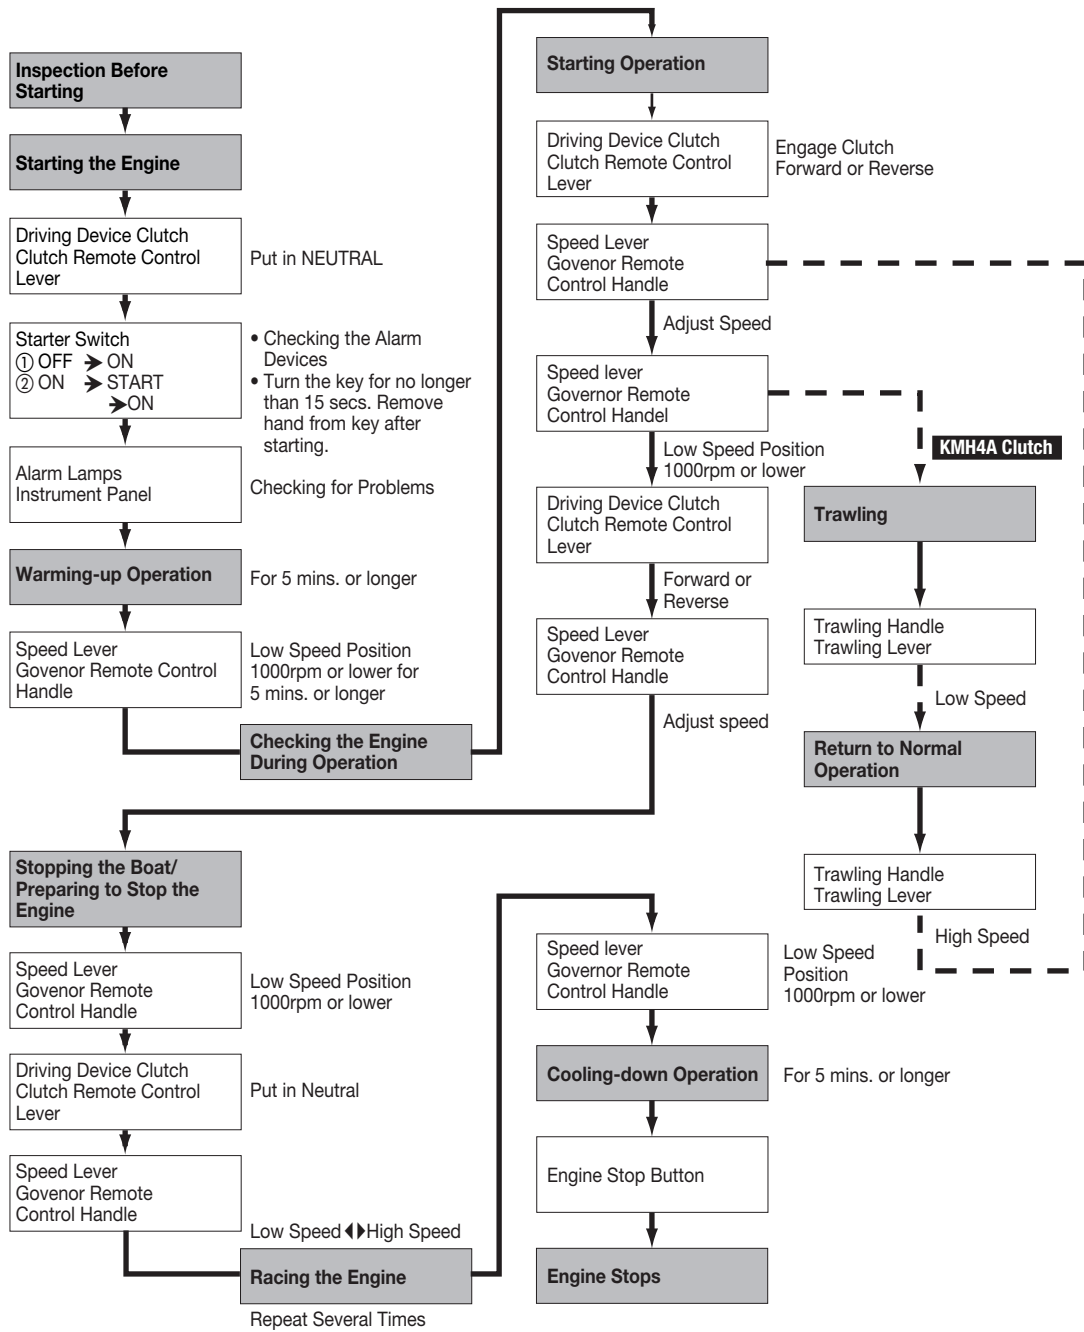 Inspection Before
Starting
Starting the Engine
Driving Device Clutch
Clutch Remote Control
Lever
Put in NEUTRAL
Starter Switch
① OFF ➔ ON
② ON ➔ START
➔ ON
• Checking the Alarm
Devices
• Turn the key for no longer
than 15 secs. Remove
hand from key after
starting.
Alarm Lamps
Instrument Panel
Checking for Problems
Warming-up Operation
For 5 mins. or longer
Speed Lever
Govenor Remote Control
Handle
Low Speed Position
1000rpm or lower for
5 mins. or longer
Checking the Engine
During Operation
Starting Operation
Driving Device Clutch
Clutch Remote Control
Lever
Engage Clutch
Forward or Reverse
Speed Lever
Govenor Remote
Control Handle
Adjust Speed
Speed lever
Governor Remote
Control Handel
Low Speed Position
1000rpm or lower
Driving Device Clutch
Clutch Remote Control
Lever
Forward or
Reverse
Speed Lever
Govenor Remote
Control Handle
Adjust speed
KMH4A Clutch
Trawling
Trawling Handle
Trawling Lever
Low Speed
Return to Normal
Operation
Trawling Handle
Trawling Lever
High Speed
Stopping the Boat/
Preparing to Stop the
Engine
Speed Lever
Govenor Remote
Control Handle
Low Speed Position
1000rpm or lower
Driving Device Clutch
Clutch Remote Control
Lever
Put in Neutral
Speed Lever
Govenor Remote
Control Handle
Low Speed ◀▶ High Speed
Racing the Engine
Repeat Several Times
Speed lever
Governor Remote
Control Handle
Low Speed
Position
1000rpm or lower
Cooling-down Operation
For 5 mins. or longer
Engine Stop Button
Engine Stops